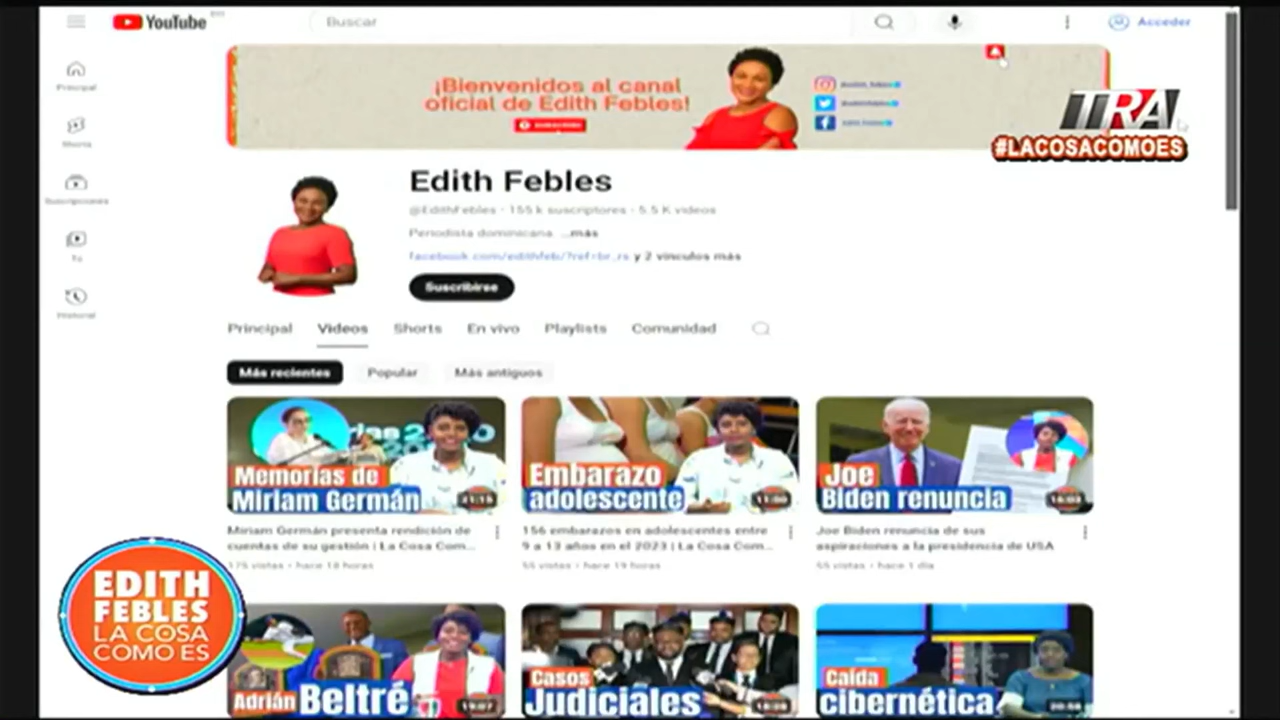 YouTube
Buscar
Acceder
Principal
Shorts
Suscripciones
Tú
Historial
¡Bienvenidos al canal
oficial de Edith Febles!
TRA
#LACOSACOMOES
Edith Febles
@EdithFebles · 155 k suscriptores · 5.5 K videos
Periodista dominicana. ...más
facebook.com/edithfeb/?ref=br_rs y 2 vínculos más
Suscribirse
Principal Videos Shorts En vivo Playlists Comunidad
Más recientes Popular Más antiguos
Memorias de
Miriam Germán
21:15
Embarazo
adolescente
11:00
Joe
Biden renuncia
Miriam Germán presenta rendición de
cuentas de su gestión | La Cosa Com...
175 vistas · hace 18 horas
156 embarazos en adolescentes entre
9 a 13 años en el 2023 | La Cosa Com...
55 vistas · hace 19 horas
Joe Biden renuncia de sus
aspiraciones a la presidencia de USA
55 vistas · hace 1 día
EDITH
FEBLES
LA COSA
COMO ES
Adrián Beltré
Casos
Judiciales
Caída
cibernética